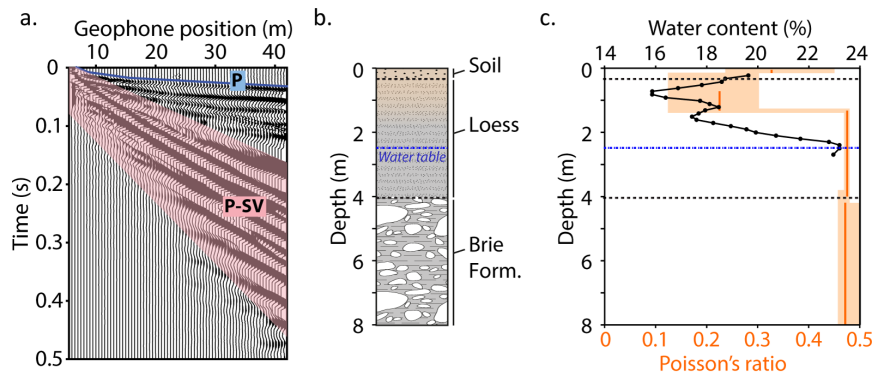 a.
Geophone position (m)
10
20
30
40
0
0.1
0.2
0.3
0.4
0.5
Time (s)
P
P-SV
b.
0
2
4
6
8
Depth (m)
Soil
Loess
Water table
Brie
Form.
c.
Water content (%)
14
16
18
20
22
24
0
2
4
6
8
Depth (m)
0
0.1
0.2
0.3
0.4
0.5
Poisson's ratio